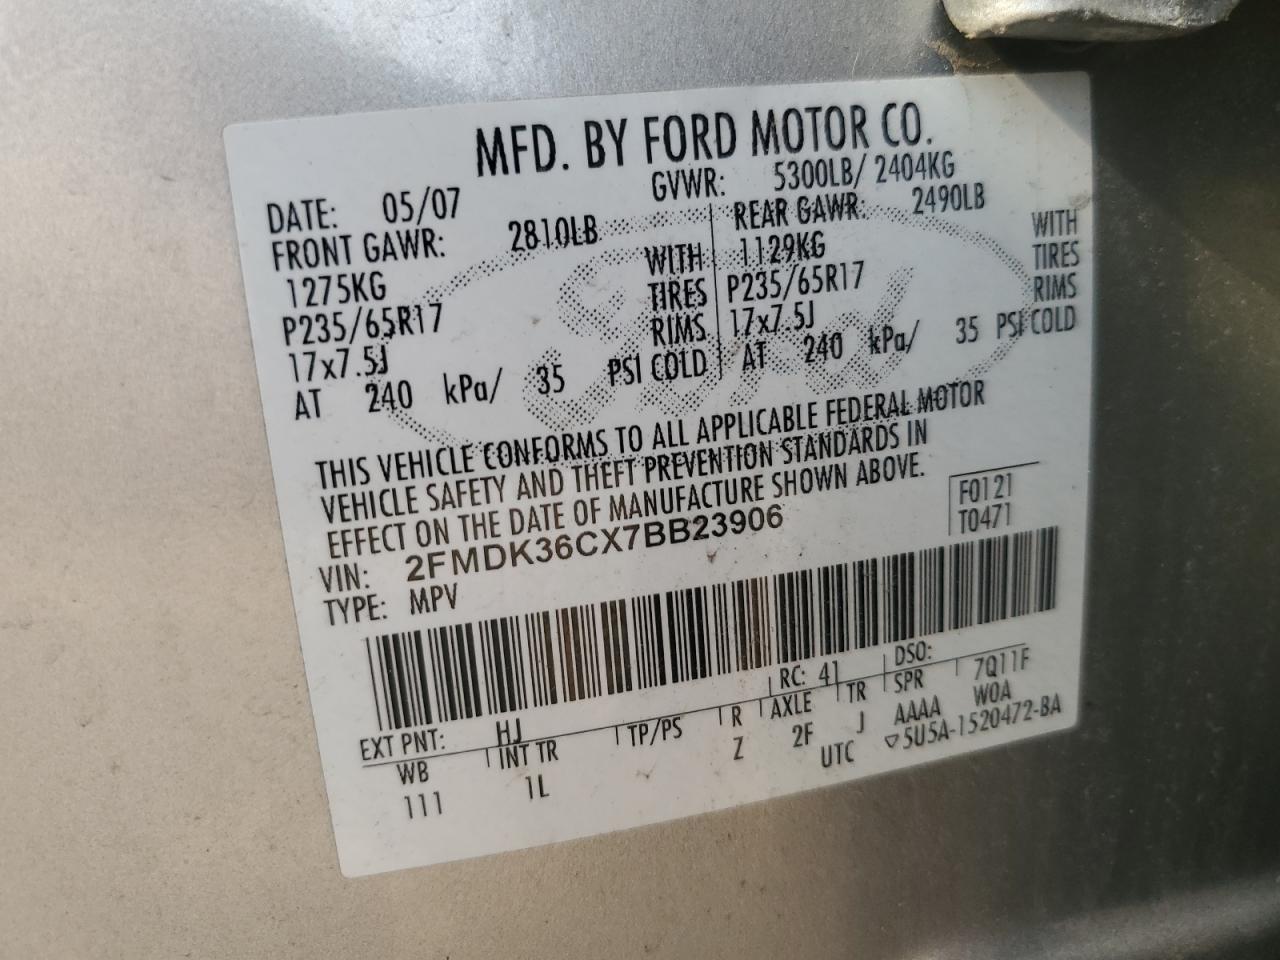 MFD. BY FORD MOTOR CO.
DATE: 05/07 GVWR: 5300LB/ 2404KG
FRONT GAWR: 2810LB REAR GAWR: 2490LB
1275KG WITH 1129KG WITH
P235/65R17 TIRES P235/65R17 TIRES
17x7.5J RIMS 17x7.5J RIMS
AT 240 kPa/ 35 PSI COLD AT 240 kPa/ 35 PSI COLD
THIS VEHICLE CONFORMS TO ALL APPLICABLE FEDERAL MOTOR
VEHICLE SAFETY AND THEFT PREVENTION STANDARDS IN
EFFECT ON THE DATE OF MANUFACTURE SHOWN ABOVE.
F0121
VIN: 2FMDK36CX7BB23906 T0471
TYPE: MPV
EXT PNT: HJ RC: 41 DSO:
WB INT TR TP/PS R AXLE TR SPR 7Q11F
111 1L Z 2F J AAAA WOA
UTC ▽5U5A-1520472-BA
Ford